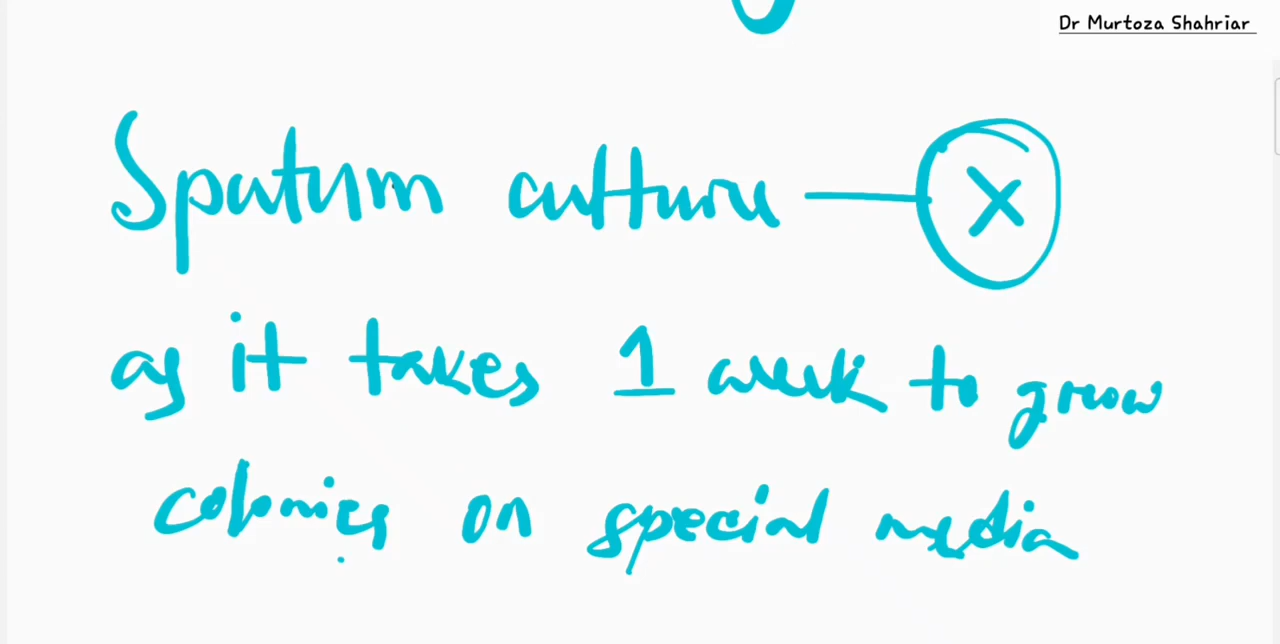 Dr Murtoza Shahriar
Sputum culture — X
as it takes 1 week to grow
colonies on special media